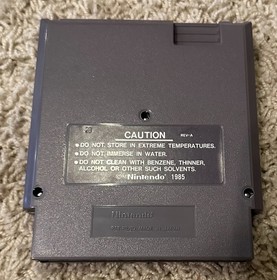 CAUTION
REV-A
•DO NOT STORE IN EXTREME TEMPERATURES.
•DO NOT IMMERSE IN WATER.
•DO NOT CLEAN WITH BENZENE, THINNER,
ALCOHOL OR OTHER SUCH SOLVENTS.
©Nintendo® 1985
Nintendo